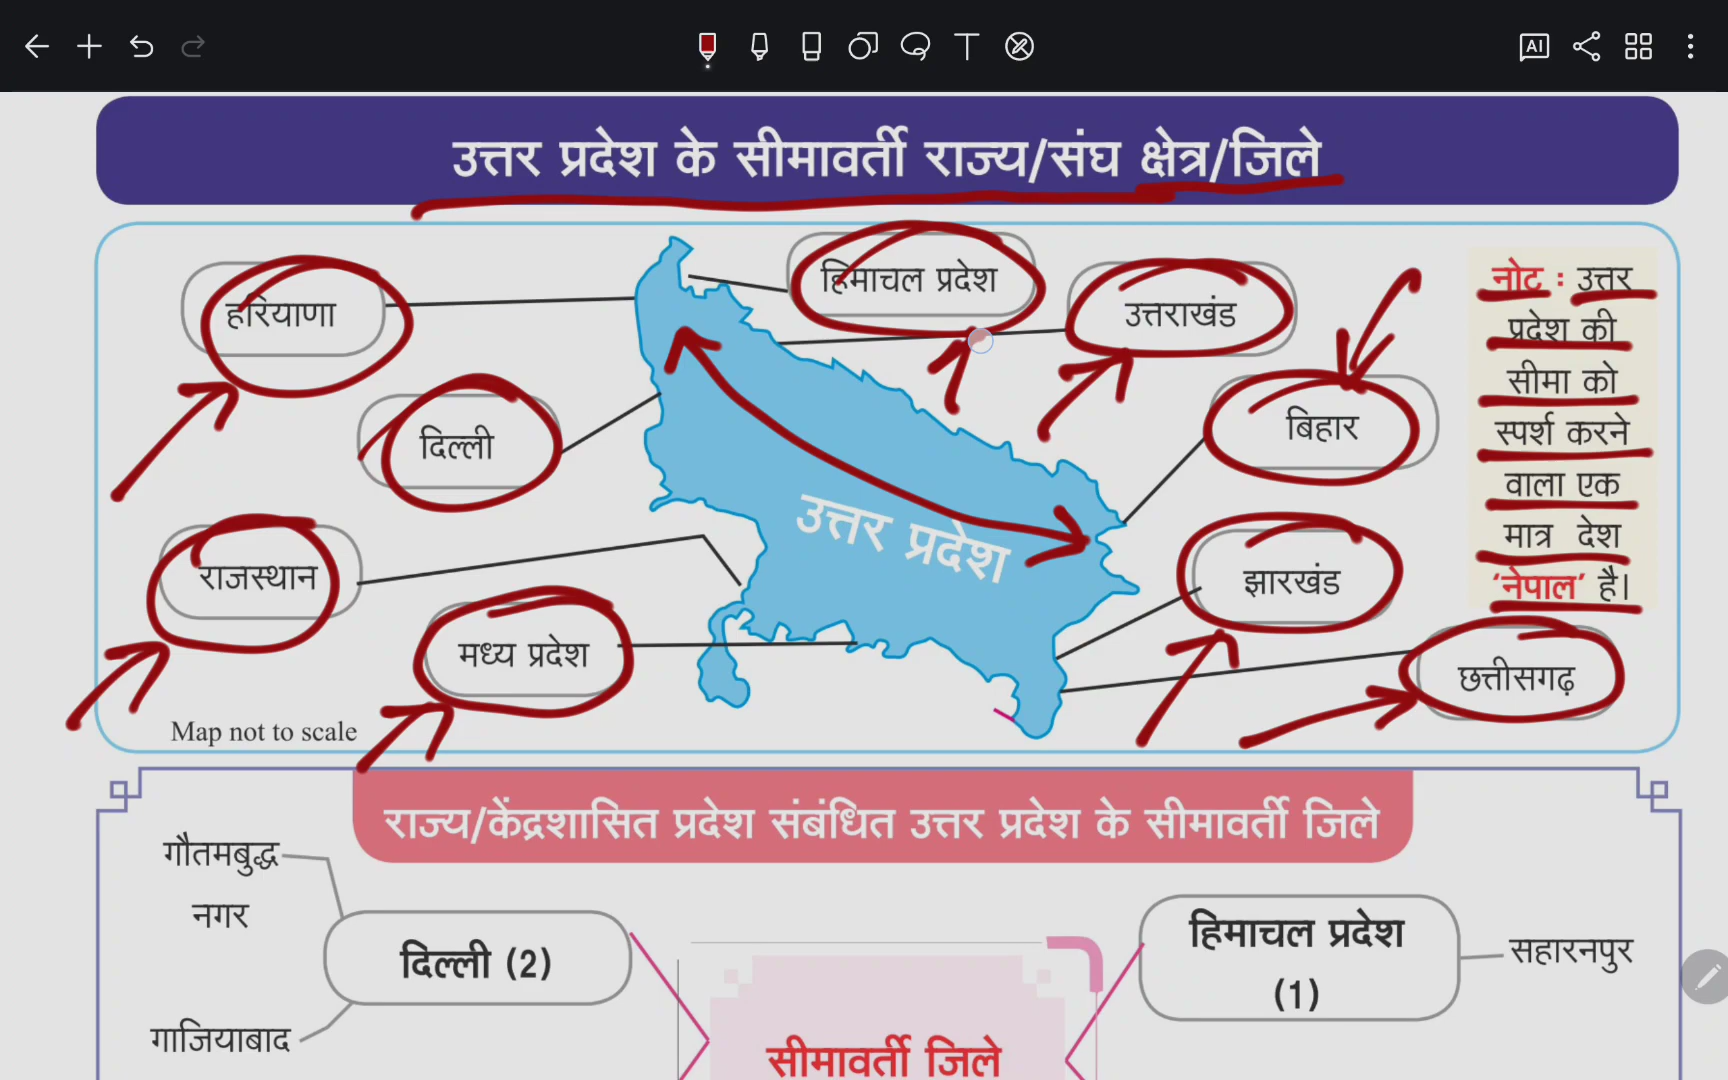 AI
T
उत्तर प्रदेश के सीमावर्ती राज्य/संघ क्षेत्र/जिले
हरियाणा
हिमाचल प्रदेश
उत्तराखंड
दिल्ली
बिहार
राजस्थान
मध्य प्रदेश
उत्तर प्रदेश
झारखंड
छत्तीसगढ़
नोट : उत्तर
प्रदेश की
सीमा को
स्पर्श करने
वाला एक
मात्र देश
‘नेपाल’ है।
Map not to scale
राज्य/केंद्रशासित प्रदेश संबंधित उत्तर प्रदेश के सीमावर्ती जिले
गौतमबुद्ध
नगर
दिल्ली (2)
गाजियाबाद
हिमाचल प्रदेश
(1)
सहारनपुर
सीमावर्ती जिले